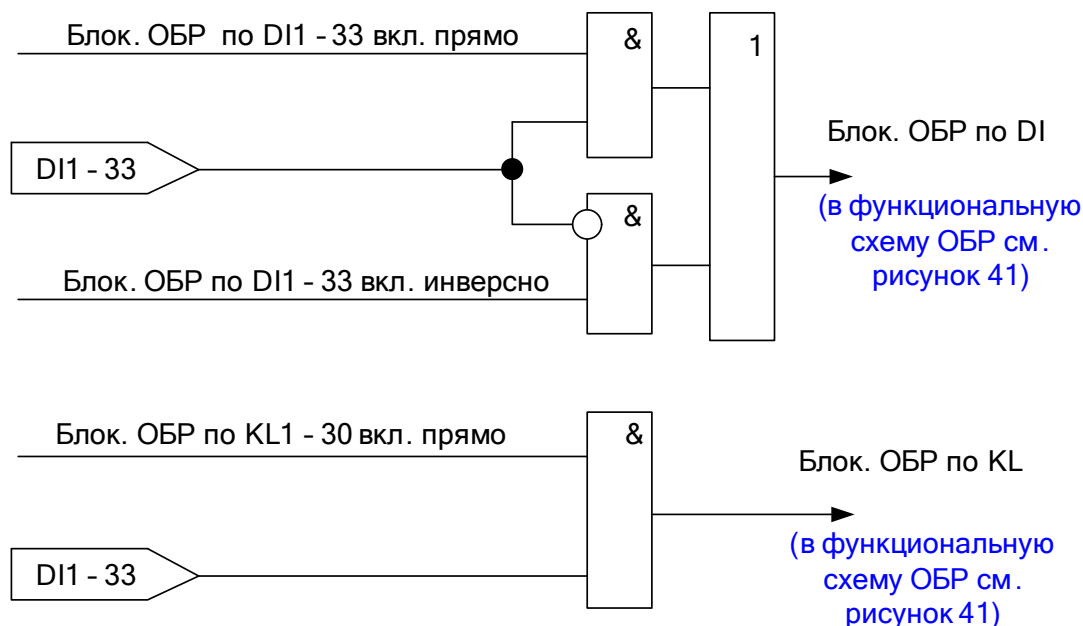 Блок. ОБР по DI1 - 33 вкл. прямо
&
1
DI1 - 33
Блок. ОБР по DI
(в функциональную
схему ОБР см.
рисунок 41)
&
Блок. ОБР по DI1 - 33 вкл. инверсно
Блок. ОБР по KL1 - 30 вкл. прямо
&
Блок. ОБР по KL
(в функциональную
схему ОБР см.
рисунок 41)
DI1 - 33